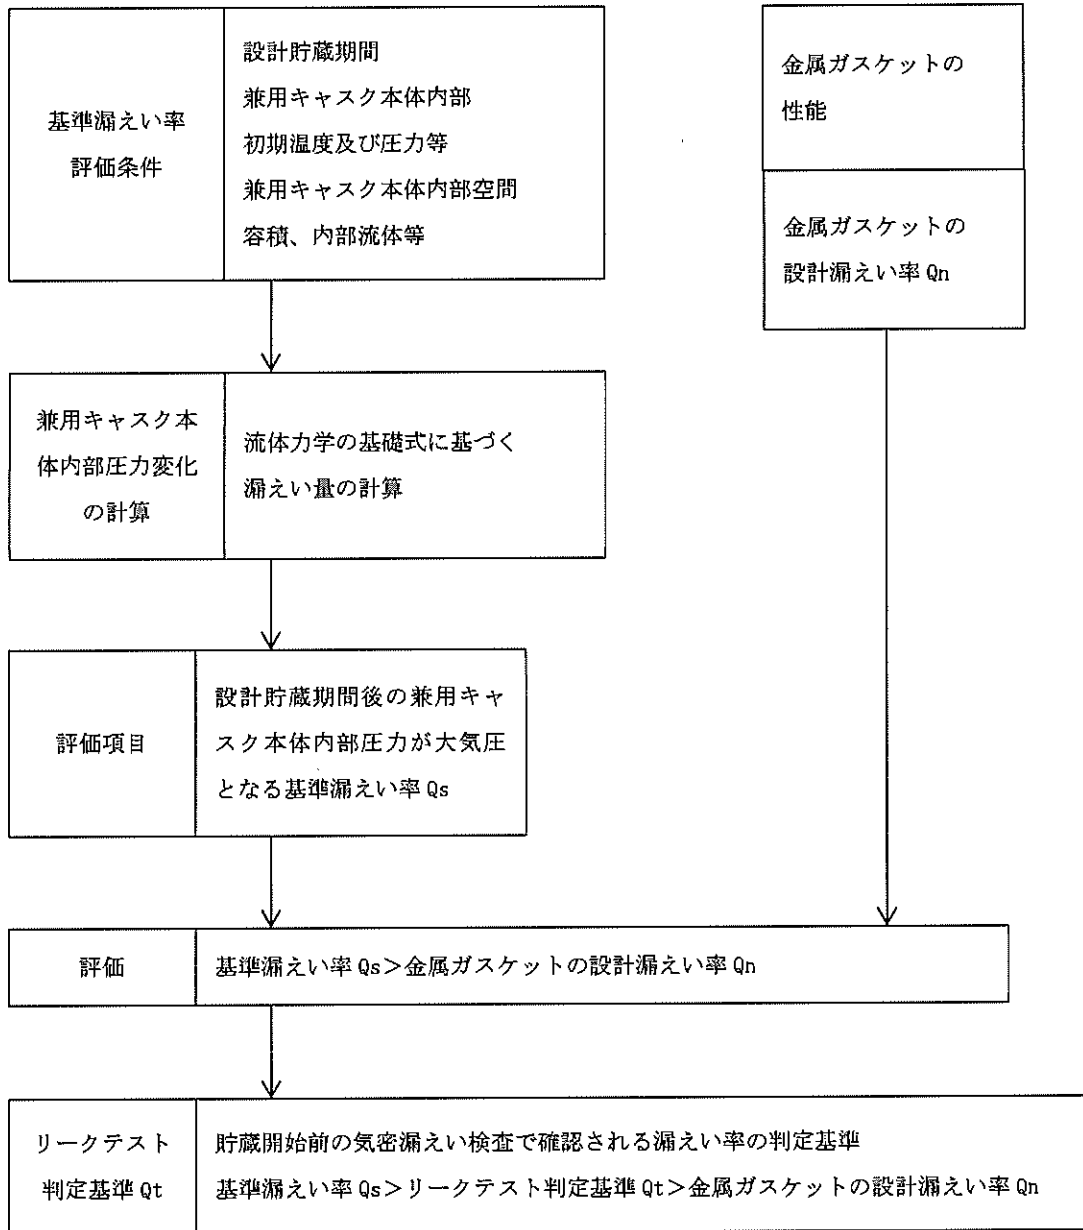 基準漏えい率
評価条件
設計貯蔵期間
兼用キャスク本体内部
初期温度及び圧力等
兼用キャスク本体内部空間
容積、内部流体等
金属ガスケットの
性能
金属ガスケットの
設計漏えい率 Qn
兼用キャスク本
体内部圧力変化
の計算
流体力学の基礎式に基づく
漏えい量の計算
評価項目
設計貯蔵期間後の兼用キャ
スク本体内部圧力が大気圧
となる基準漏えい率 Qs
評価
基準漏えい率 Qs＞金属ガスケットの設計漏えい率 Qn
リークテスト
判定基準 Qt
貯蔵開始前の気密漏えい検査で確認される漏えい率の判定基準
基準漏えい率 Qs＞リークテスト判定基準 Qt＞金属ガスケットの設計漏えい率 Qn